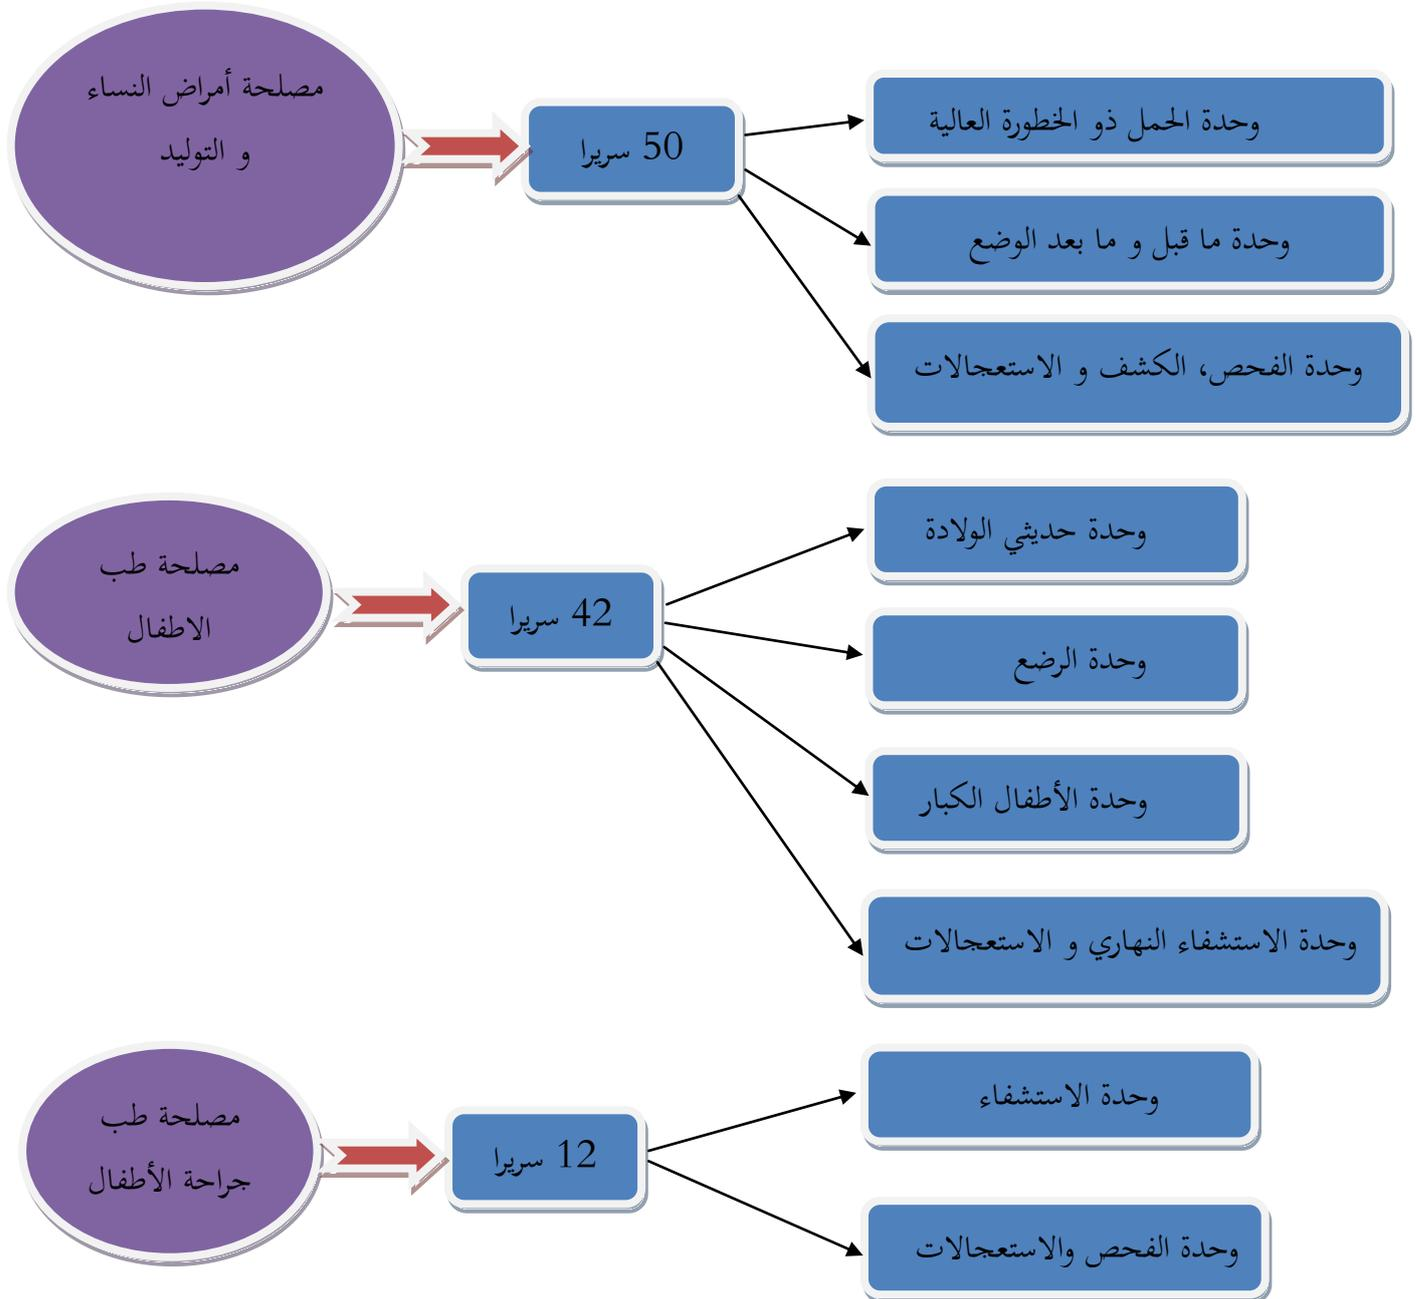 مصلحة أمراض النساء
و التوليد
50 سريرا
وحدة الحمل ذو الخطورة العالية
وحدة ما قبل و ما بعد الوضع
وحدة الفحص، الكشف و الاستعجالات
مصلحة طب
الاطفال
42 سريرا
وحدة حديثي الولادة
وحدة الرضع
وحدة الأطفال الكبار
وحدة الاستشفاء النهاري و الاستعجالات
مصلحة طب
جراحة الأطفال
12 سريرا
وحدة الاستشفاء
وحدة الفحص والاستعجالات